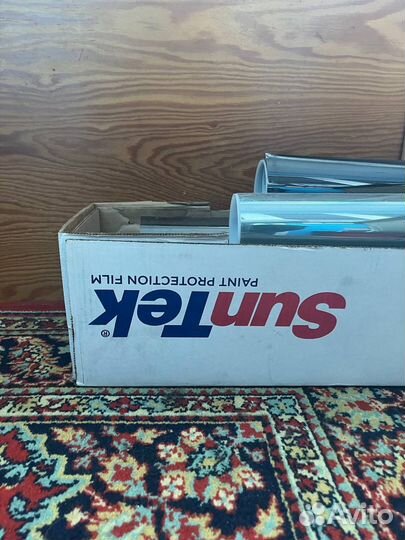 SunTek®
PAINT PROTECTION FILM
Avito